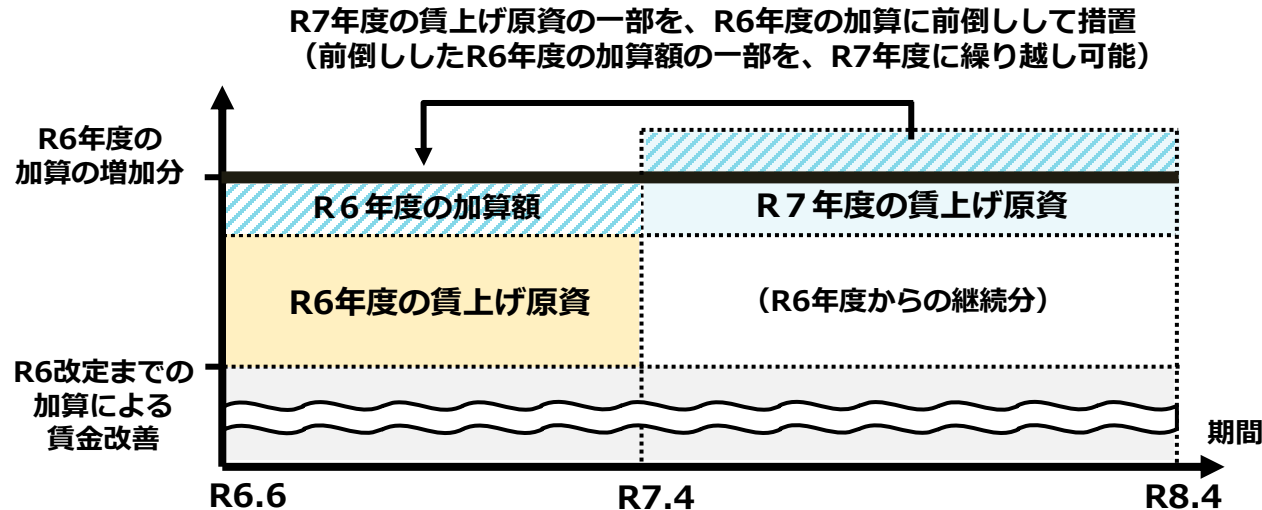 R7年度の賃上げ原資の一部を、R6年度の加算に前倒しして措置
（前倒ししたR6年度の加算額の一部を、R7年度に繰り越し可能）
R6年度の
加算の増加分
R６年度の加算額
R７年度の賃上げ原資
R6年度の賃上げ原資
（R6年度からの継続分）
R6改定までの
加算による
賃金改善
期間
R6.6
R7.4
R8.4